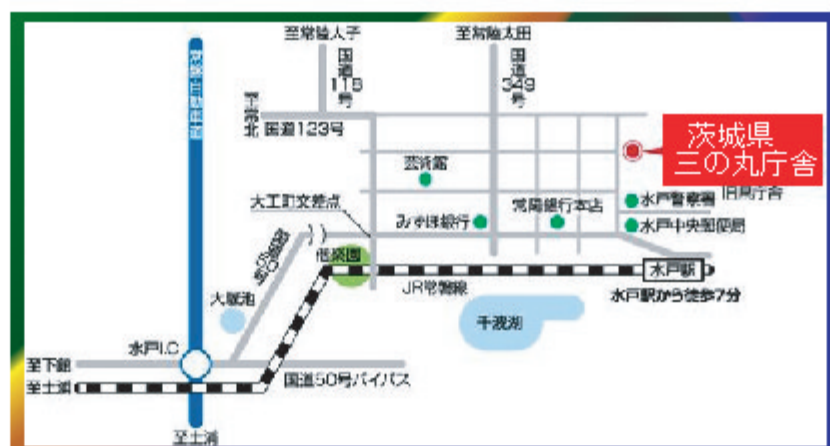 至常陸大子
至常陸太田
国道118号
国道349号
常磐自動車道
至常北
国道123号
茨城県
三の丸庁舎
芸術館
大工町交差点
みずほ銀行
常陽銀行本店
水戸警察署
旧県庁舎
水戸中央郵便局
偕楽園
水戸駅
JR常磐線
水戸駅から徒歩7分
大塚池
千波湖
水戸I.C
至下館
国道50号バイパス
至土浦
至土浦